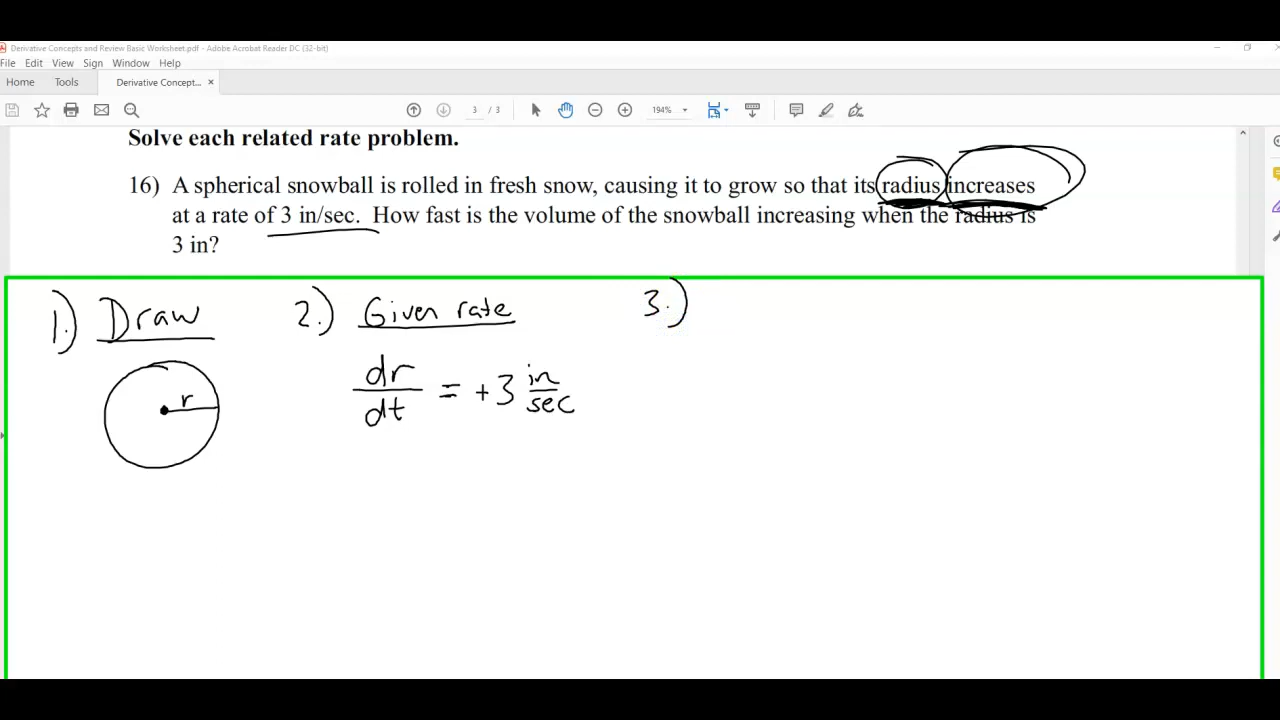 Derivative Concepts and Review Basic Worksheet.pdf - Adobe Acrobat Reader DC (32-bit)
File Edit View Sign Window Help
Home Tools Derivative Concept... ×
3 / 3 194%
Solve each related rate problem.
16) A spherical snowball is rolled in fresh snow, causing it to grow so that its radius increases
at a rate of 3 in/sec. How fast is the volume of the snowball increasing when the radius is
3 in?
1.) Draw 2.) Given rate 3.)
r
dr/dt = +3 in/sec